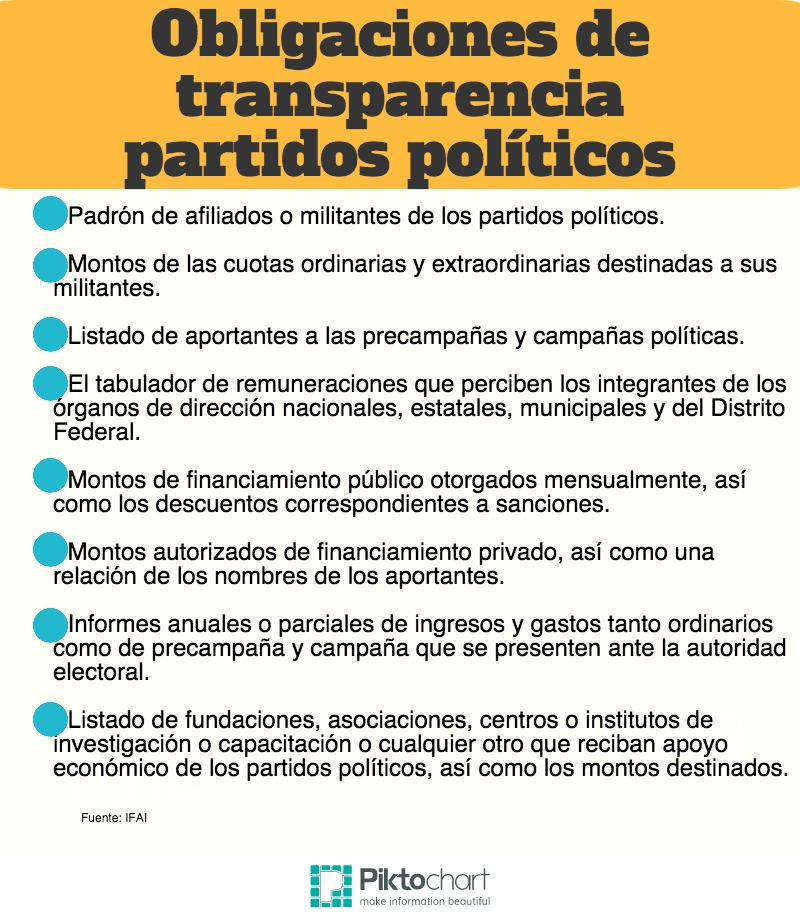 Obligaciones de
transparencia
partidos políticos
Padrón de afiliados o militantes de los partidos políticos.
Montos de las cuotas ordinarias y extraordinarias destinadas a sus
militantes.
Listado de aportantes a las precampañas y campañas políticas.
El tabulador de remuneraciones que perciben los integrantes de los
órganos de dirección nacionales, estatales, municipales y del Distrito
Federal.
Montos de financiamiento público otorgados mensualmente, así
como los descuentos correspondientes a sanciones.
Montos autorizados de financiamiento privado, así como una
relación de los nombres de los aportantes.
Informes anuales o parciales de ingresos y gastos tanto ordinarios
como de precampaña y campaña que se presenten ante la autoridad
electoral.
Listado de fundaciones, asociaciones, centros o institutos de
investigación o capacitación o cualquier otro que reciban apoyo
económico de los partidos políticos, así como los montos destinados.
Fuente: IFAI
Piktochart
make information beautiful